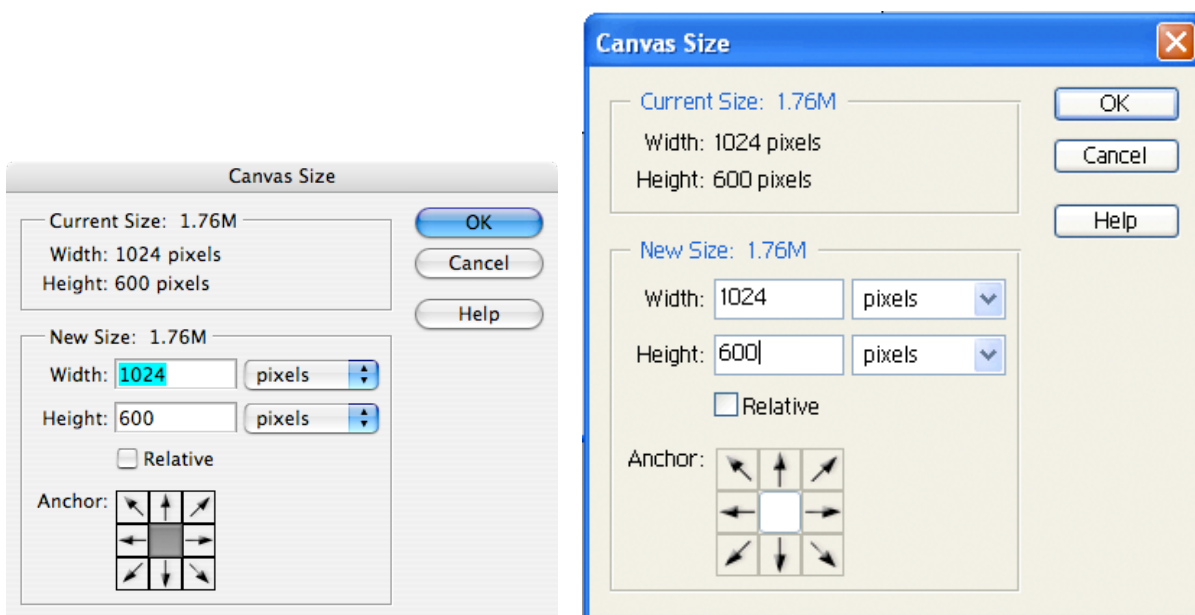 Canvas Size
Current Size: 1.76M
Width: 1024 pixels
Height: 600 pixels
OK
Cancel
Help
New Size: 1.76M
Width: 1024 pixels
Height: 600 pixels
Relative
Anchor:
Canvas Size
Current Size: 1.76M
Width: 1024 pixels
Height: 600 pixels
OK
Cancel
Help
New Size: 1.76M
Width: 1024 pixels
Height: 600 pixels
Relative
Anchor: